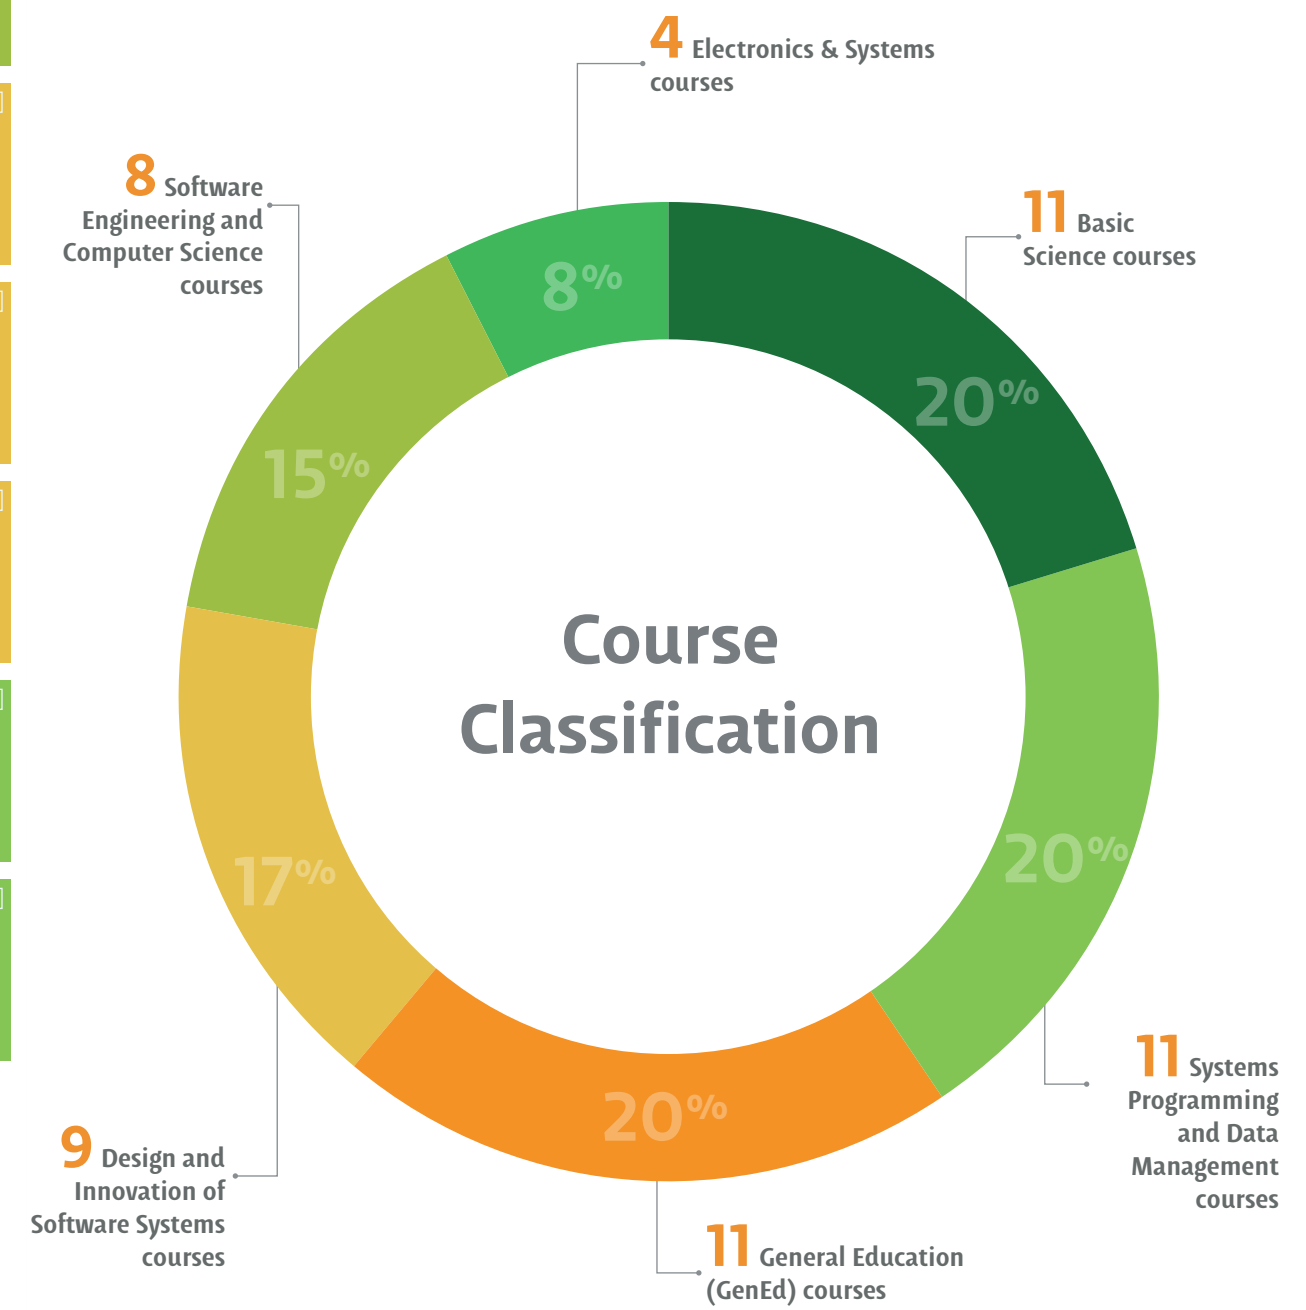 4 Electronics & Systems
courses
11 Basic
Science courses
8 Software
Engineering and
Computer Science
courses
8%
20%
15%
Course
Classification
20%
17%
20%
11 Systems
Programming
and Data
Management
courses
9 Design and
Innovation of
Software Systems
courses
11 General Education
(GenEd) courses